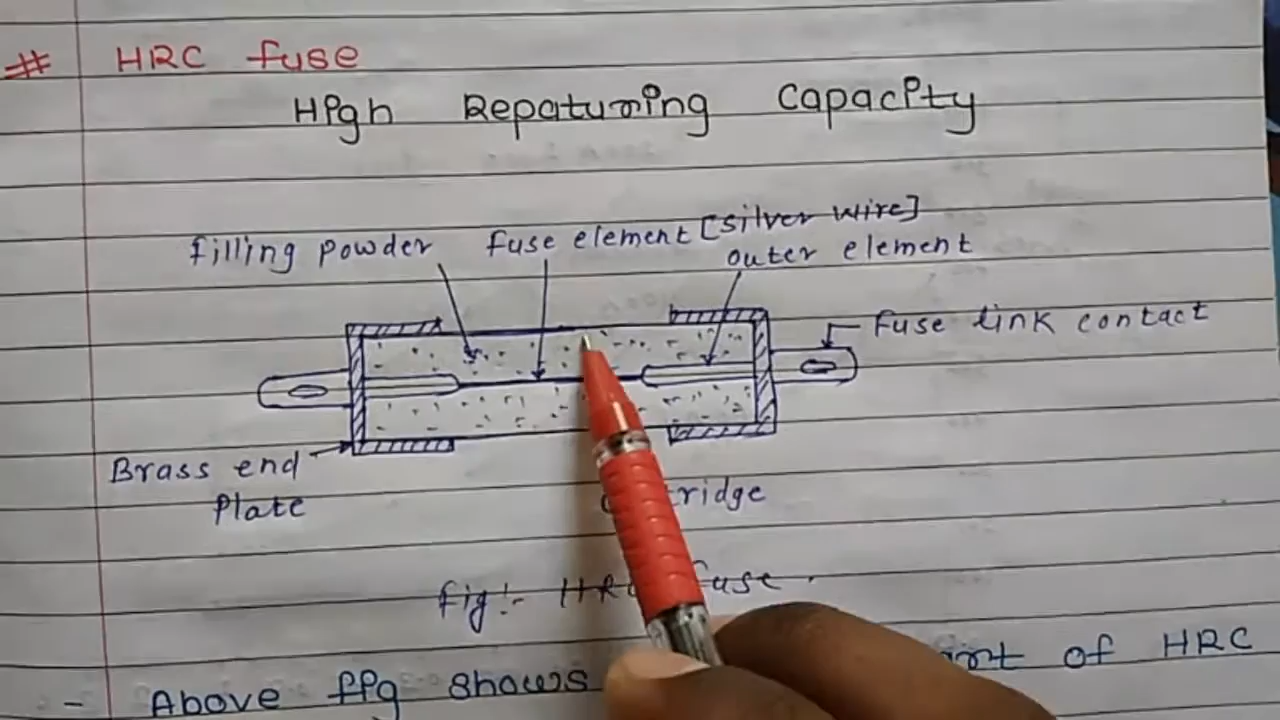 # HRC fuse
High Repaturing Capacity
filling powder fuse element [silver wire]
outer element
Fuse link contact
Brass end
Plate
fig:- fuse.
- Above fig shows of HRC